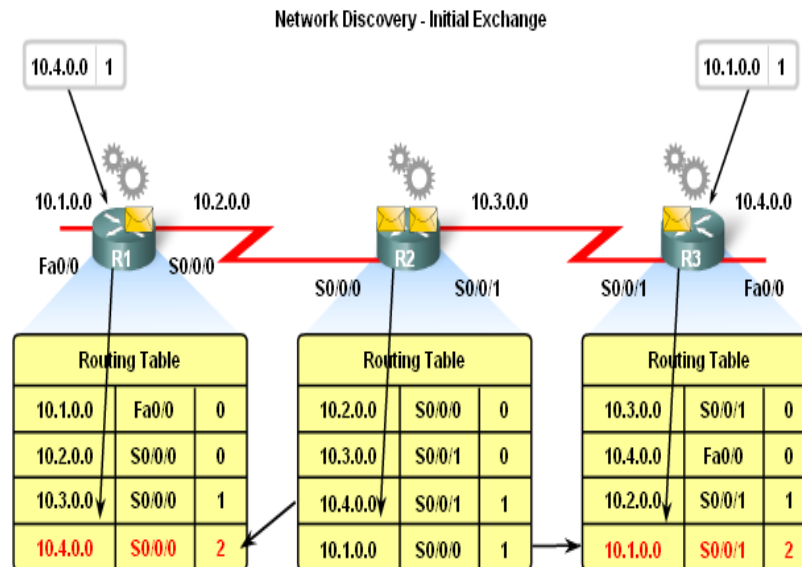 Network Discovery - Initial Exchange
10.4.0.0 1
10.1.0.0 1
10.1.0.0 10.2.0.0 10.3.0.0 10.4.0.0
R1 R2 R3
Fa0/0 S0/0/0 S0/0/0 S0/0/1 S0/0/1 Fa0/0
Routing Table
10.1.0.0 Fa0/0 0
10.2.0.0 S0/0/0 0
10.3.0.0 S0/0/0 1
10.4.0.0 S0/0/0 2
Routing Table
10.2.0.0 S0/0/0 0
10.3.0.0 S0/0/1 0
10.4.0.0 S0/0/1 1
10.1.0.0 S0/0/0 1
Routing Table
10.3.0.0 S0/0/1 0
10.4.0.0 Fa0/0 0
10.2.0.0 S0/0/1 1
10.1.0.0 S0/0/1 2